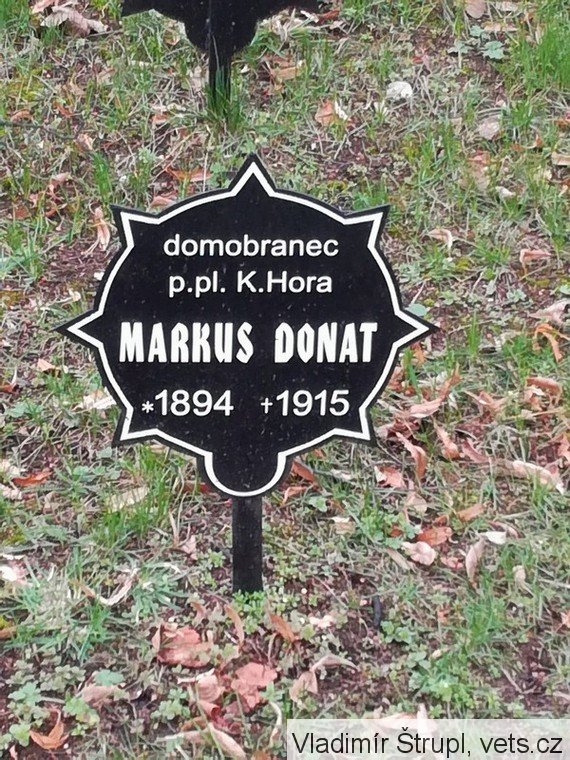 domobranec
p.pl. K.Hora
MARKUS DONAT
*1894 †1915
Vladimír Štrupl, vets.cz